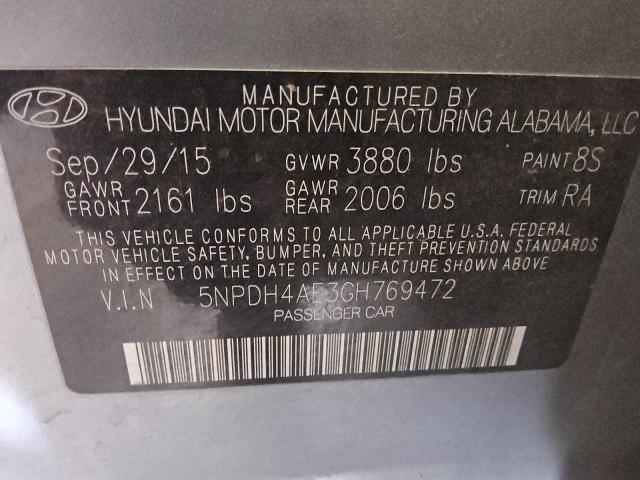 MANUFACTURED BY
HYUNDAI MOTOR MANUFACTURING ALABAMA, LLC
Sep/29/15 GVWR 3880 lbs PAINT 8S
GAWR FRONT 2161 lbs GAWR REAR 2006 lbs TRIM RA
THIS VEHICLE CONFORMS TO ALL APPLICABLE U.S.A. FEDERAL
MOTOR VEHICLE SAFETY, BUMPER, AND THEFT PREVENTION STANDARDS
IN EFFECT ON THE DATE OF MANUFACTURE SHOWN ABOVE
V.I.N 5NPDH4AE3GH769472
PASSENGER CAR